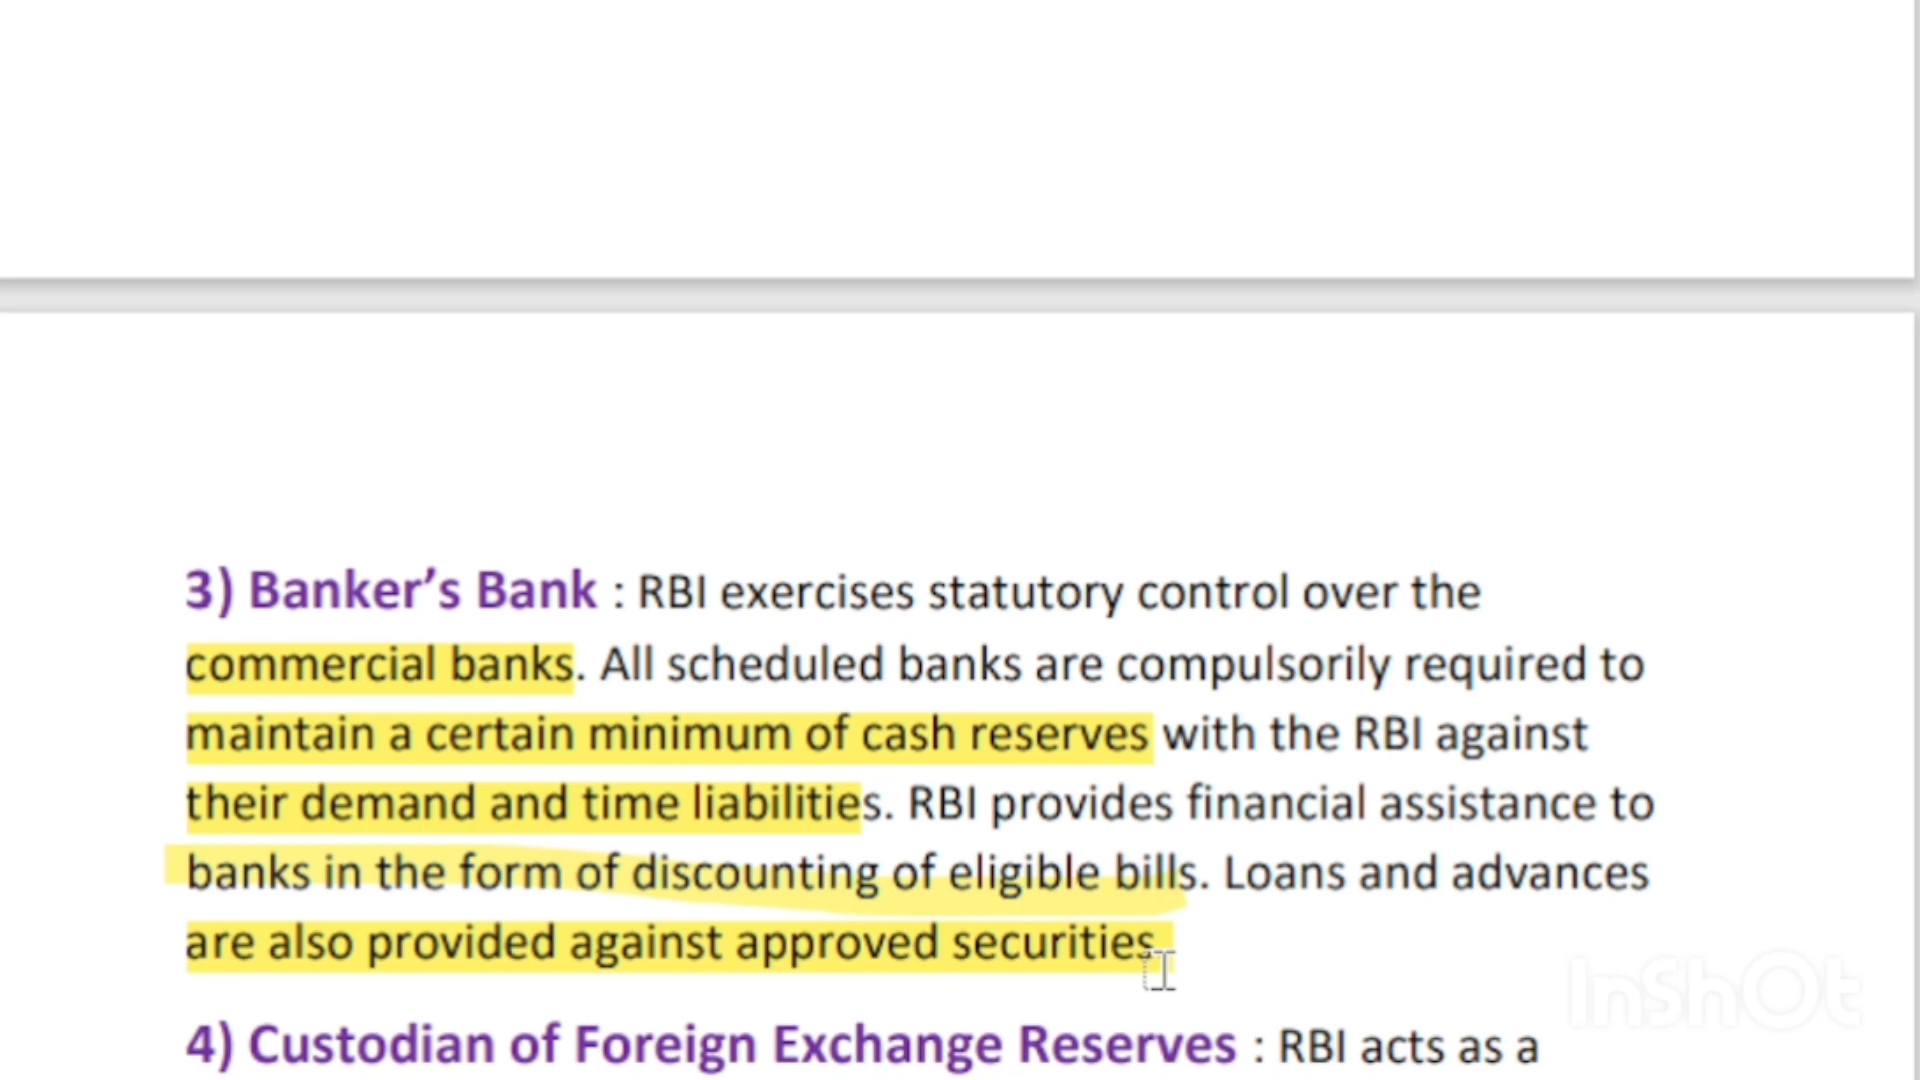 3) Banker’s Bank : RBI exercises statutory control over the
commercial banks. All scheduled banks are compulsorily required to
maintain a certain minimum of cash reserves with the RBI against
their demand and time liabilities. RBI provides financial assistance to
banks in the form of discounting of eligible bills. Loans and advances
are also provided against approved securities.
4) Custodian of Foreign Exchange Reserves : RBI acts as a
InShOt